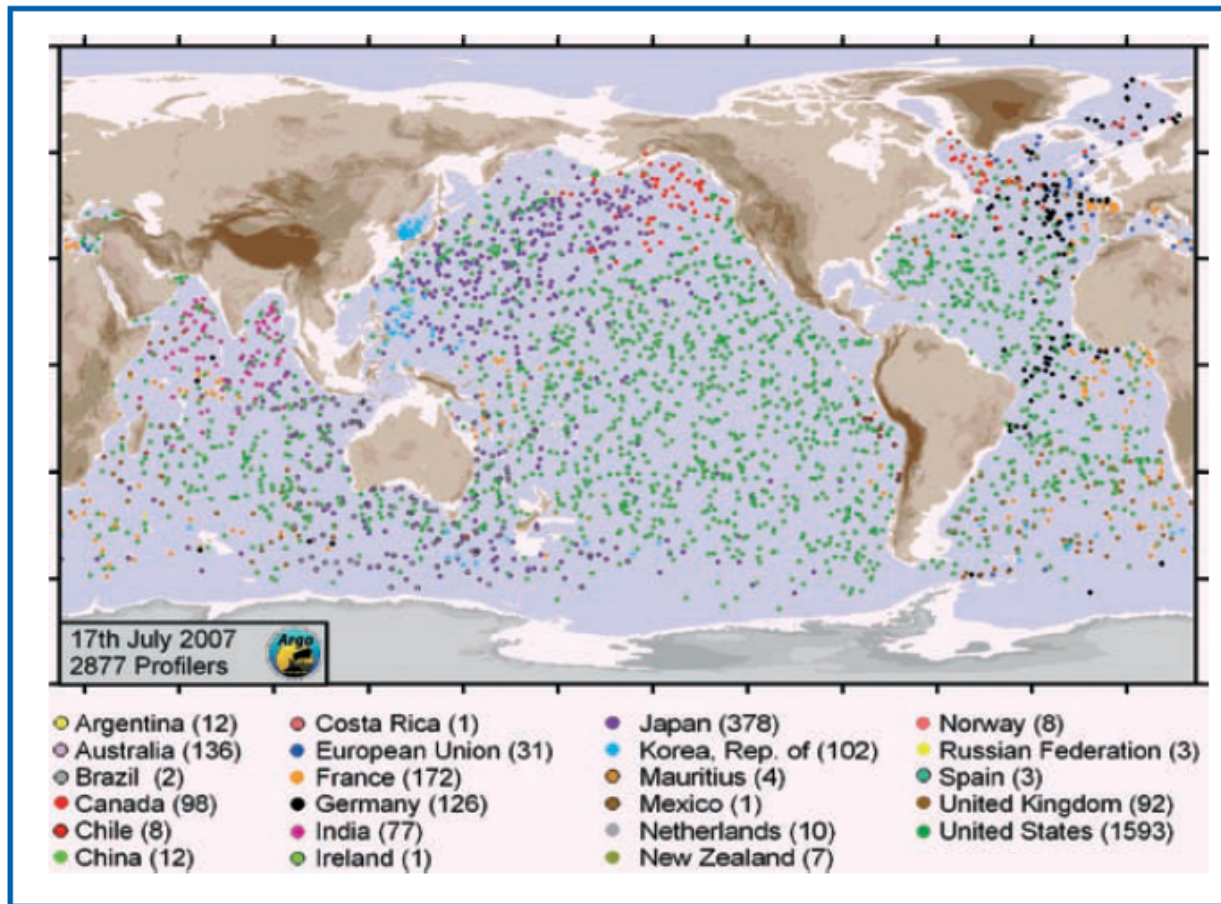 17th July 2007
2877 Profilers
Argo
Argentina (12)
Australia (136)
Brazil (2)
Canada (98)
Chile (8)
China (12)
Costa Rica (1)
European Union (31)
France (172)
Germany (126)
India (77)
Ireland (1)
Japan (378)
Korea, Rep. of (102)
Mauritius (4)
Mexico (1)
Netherlands (10)
New Zealand (7)
Norway (8)
Russian Federation (3)
Spain (3)
United Kingdom (92)
United States (1593)